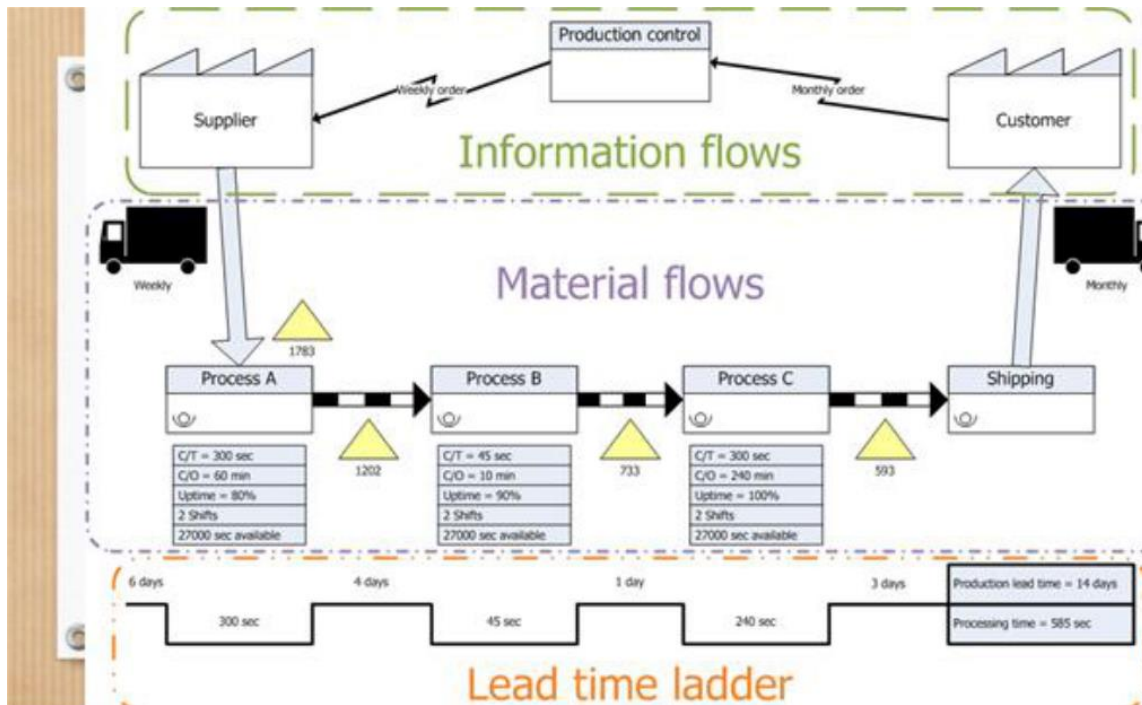 Production control
Weekly order
Monthly order
Supplier
Customer
Information flows
Weekly
Material flows
Monthly
1783
Process A
Process B
Process C
Shipping
1202
733
593
C/T = 300 sec
C/O = 60 min
Uptime = 80%
2 Shifts
27000 sec available
C/T = 45 sec
C/O = 10 min
Uptime = 90%
2 Shifts
27000 sec available
C/T = 300 sec
C/O = 240 min
Uptime = 100%
2 Shifts
27000 sec available
6 days
4 days
1 day
3 days
Production lead time = 14 days
300 sec
45 sec
240 sec
Processing time = 585 sec
Lead time ladder